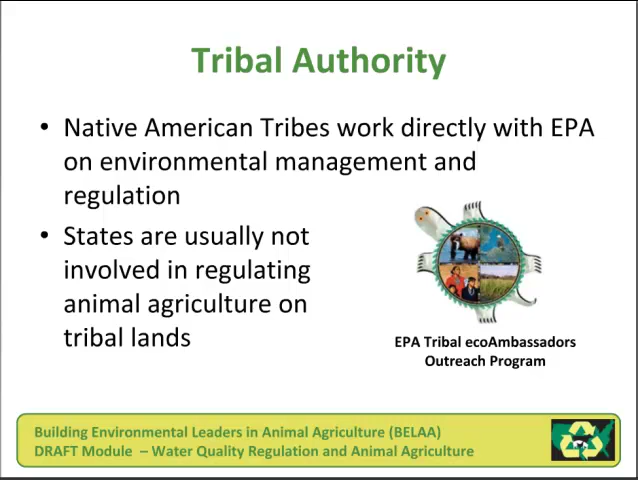 Tribal Authority
• Native American Tribes work directly with EPA
on environmental management and
regulation
• States are usually not
involved in regulating
animal agriculture on
tribal lands
EPA Tribal ecoAmbassadors
Outreach Program
Building Environmental Leaders in Animal Agriculture (BELAA)
DRAFT Module – Water Quality Regulation and Animal Agriculture